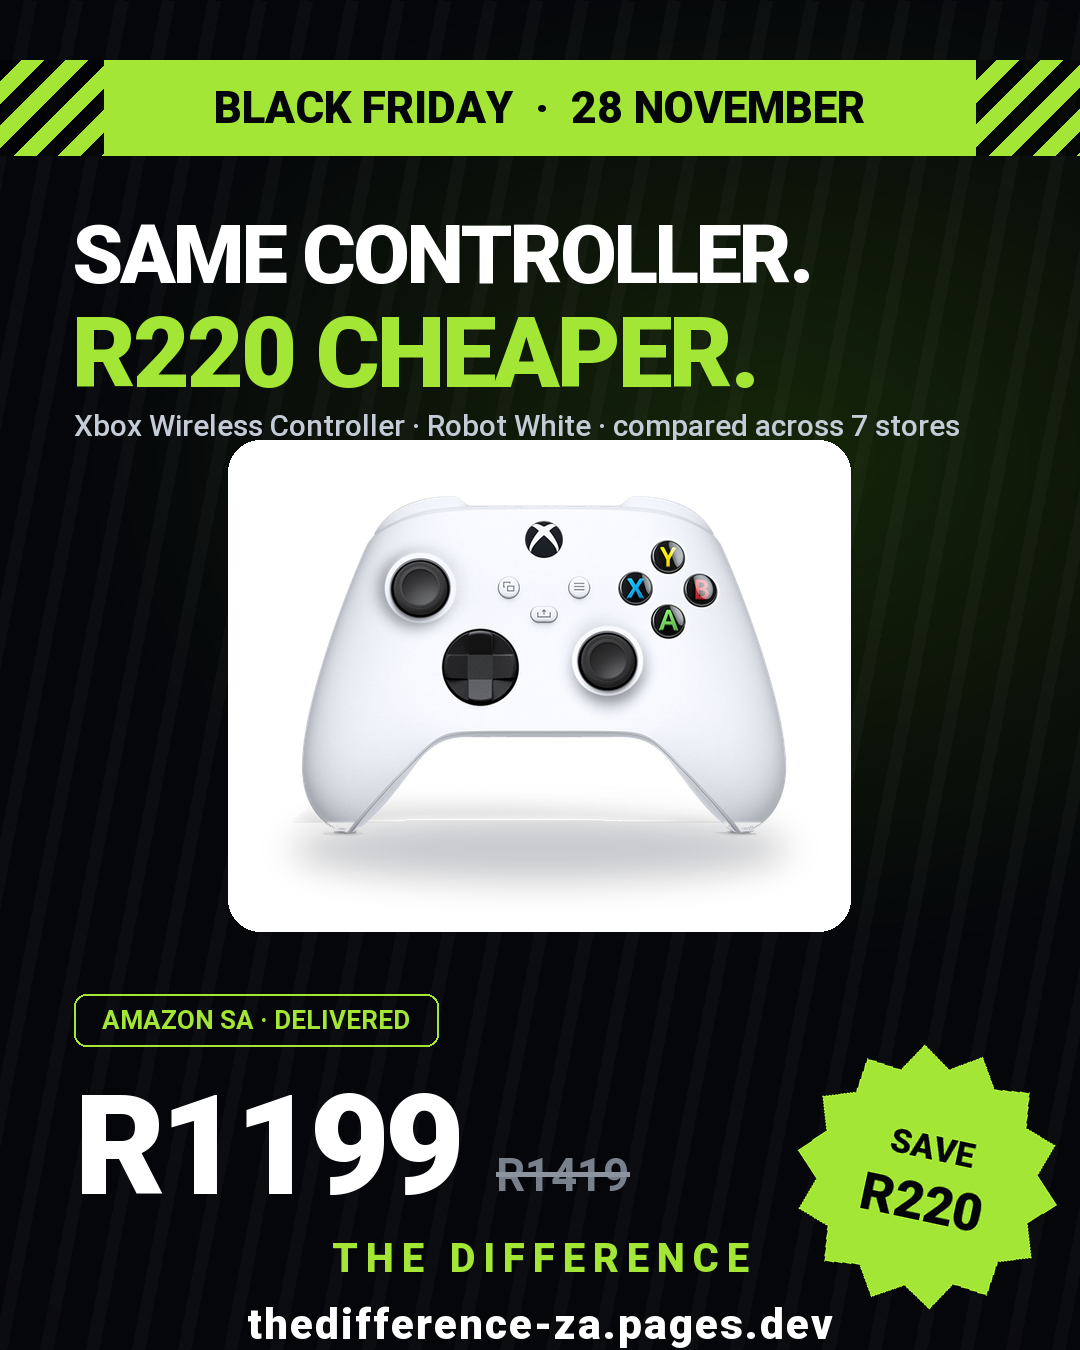 BLACK FRIDAY · 28 NOVEMBER
SAME CONTROLLER.
R220 CHEAPER.
Xbox Wireless Controller · Robot White · compared across 7 stores
Y
X B
A
AMAZON SA · DELIVERED
R1199 R1419
SAVE
R220
THE DIFFERENCE
thedifference-za.pages.dev